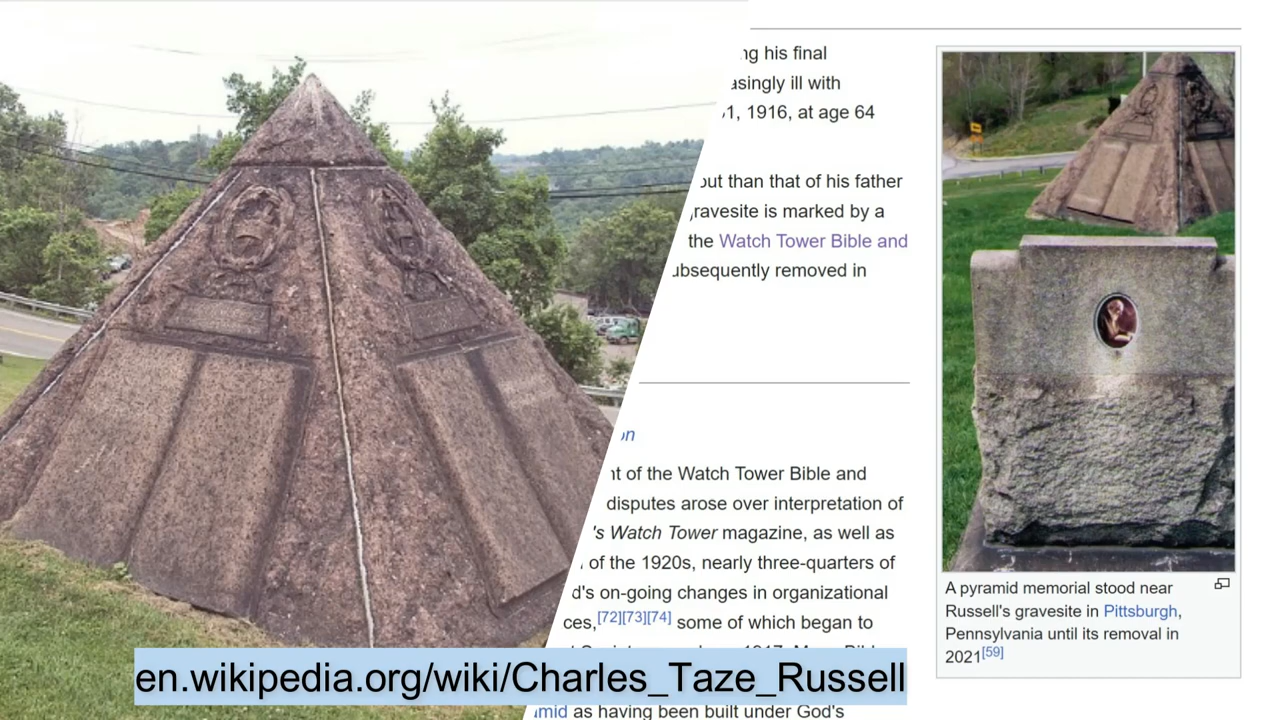 ng his final
asingly ill with
1, 1916, at age 64
out than that of his father
ravesite is marked by a
the Watch Tower Bible and
ubsequently removed in
on
nt of the Watch Tower Bible and
disputes arose over interpretation of
's Watch Tower magazine, as well as
of the 1920s, nearly three-quarters of
d's on-going changes in organizational
ces,[72][73][74] some of which began to
amid as having been built under God's
A pyramid memorial stood near
Russell's gravesite in Pittsburgh,
Pennsylvania until its removal in
2021[59]
en.wikipedia.org/wiki/Charles_Taze_Russell